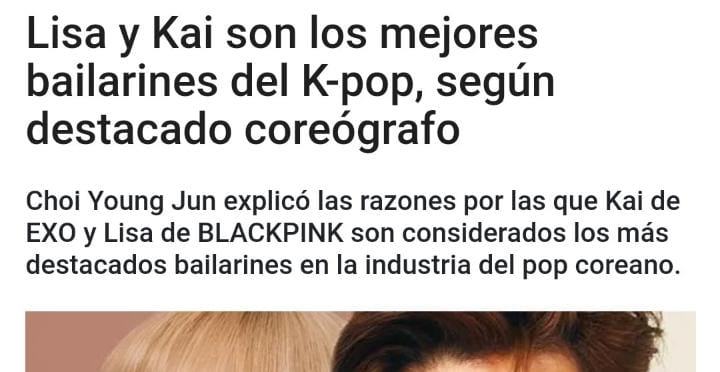 Lisa y Kai son los mejores
bailarines del K-pop, según
destacado coreógrafo
Choi Young Jun explicó las razones por las que Kai de
EXO y Lisa de BLACKPINK son considerados los más
destacados bailarines en la industria del pop coreano.